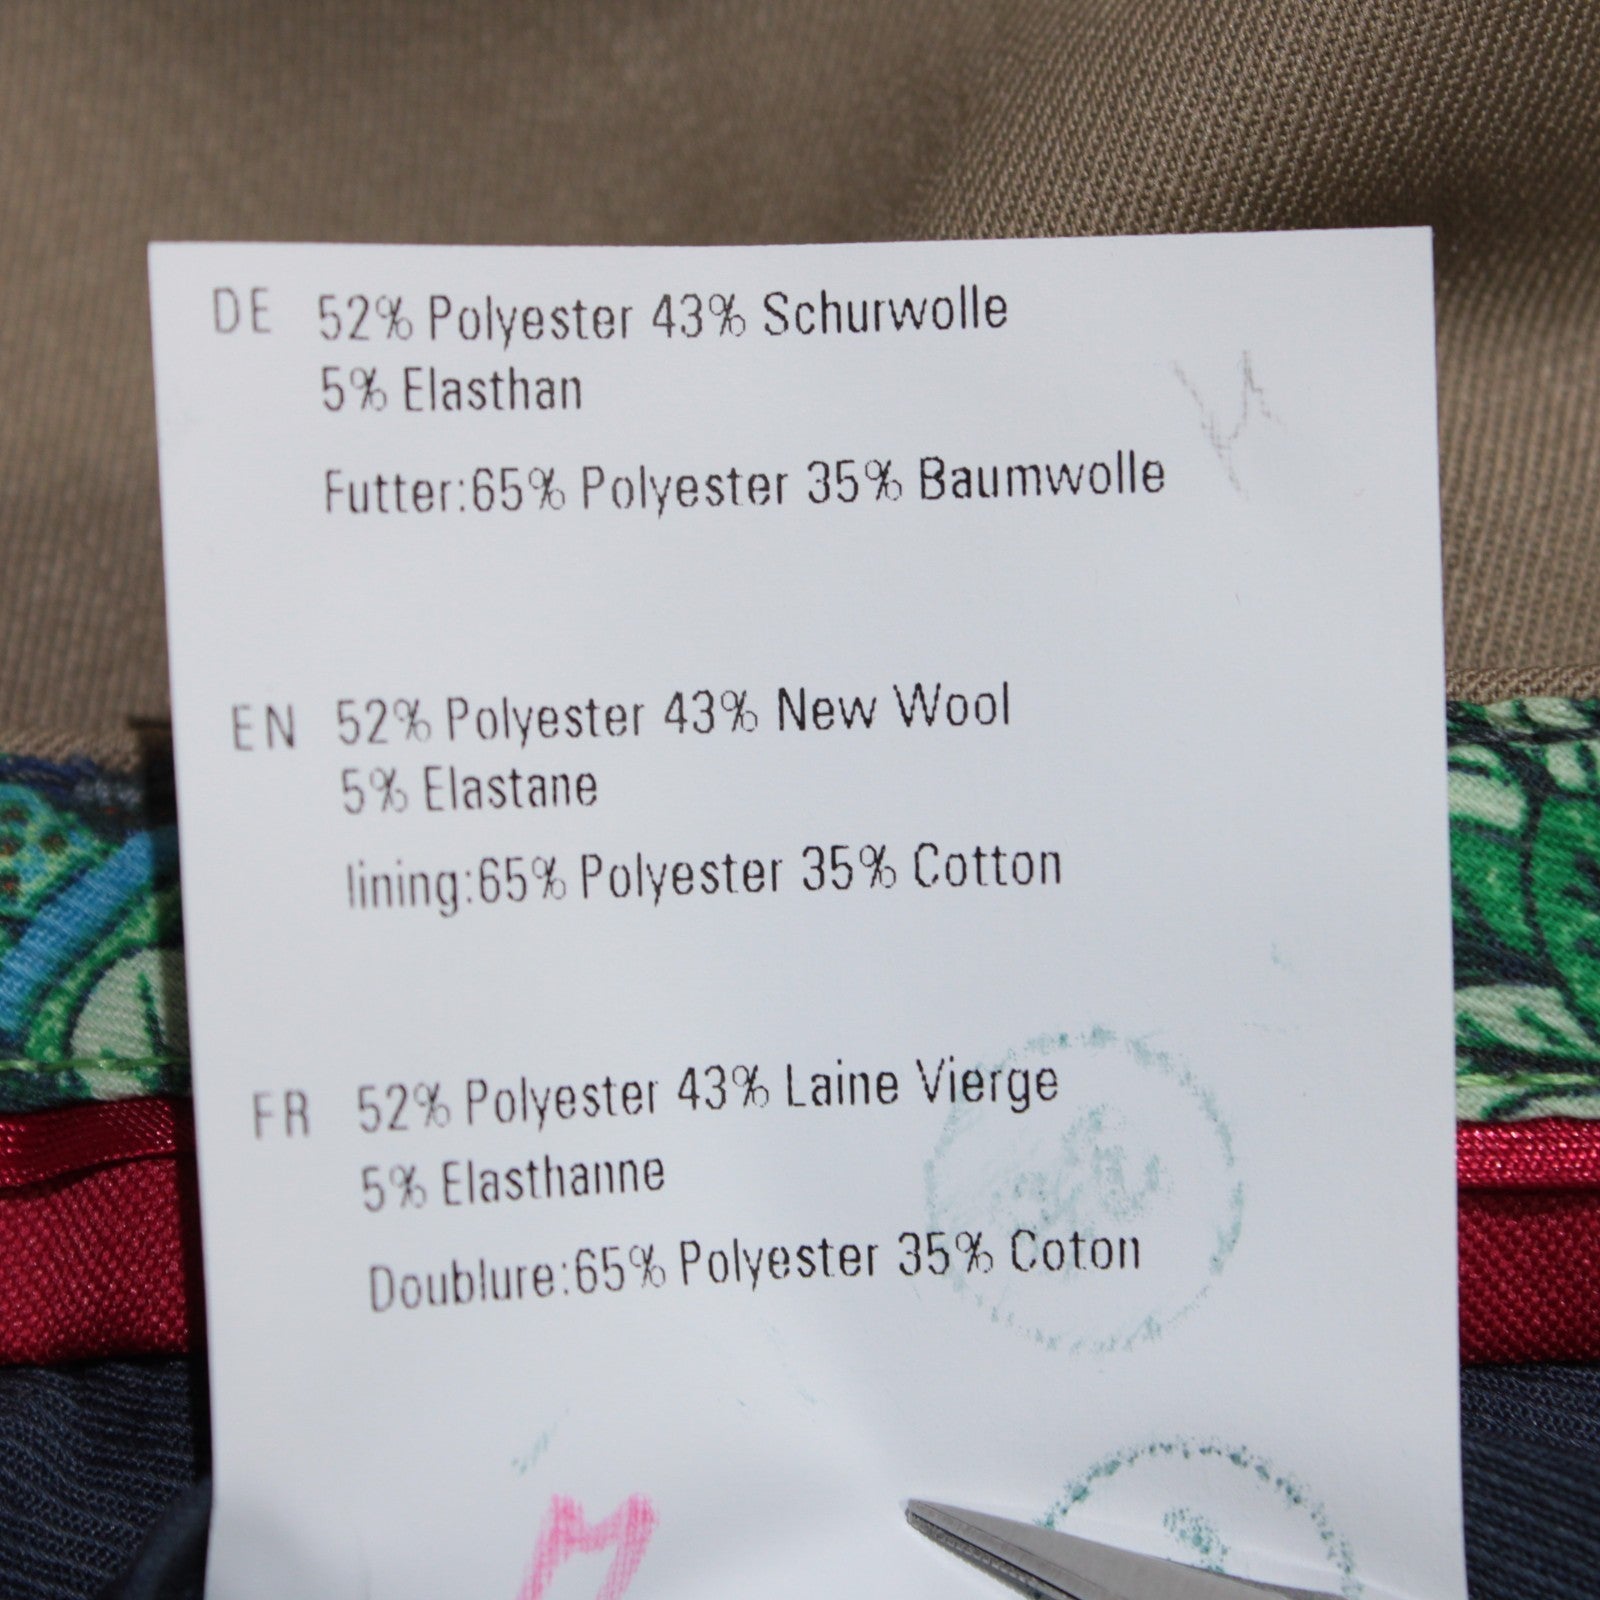 DE 52% Polyester 43% Schurwolle
5% Elasthan
Futter:65% Polyester 35% Baumwolle
EN 52% Polyester 43% New Wool
5% Elastane
lining:65% Polyester 35% Cotton
FR 52% Polyester 43% Laine Vierge
5% Elasthanne
Doublure:65% Polyester 35% Coton